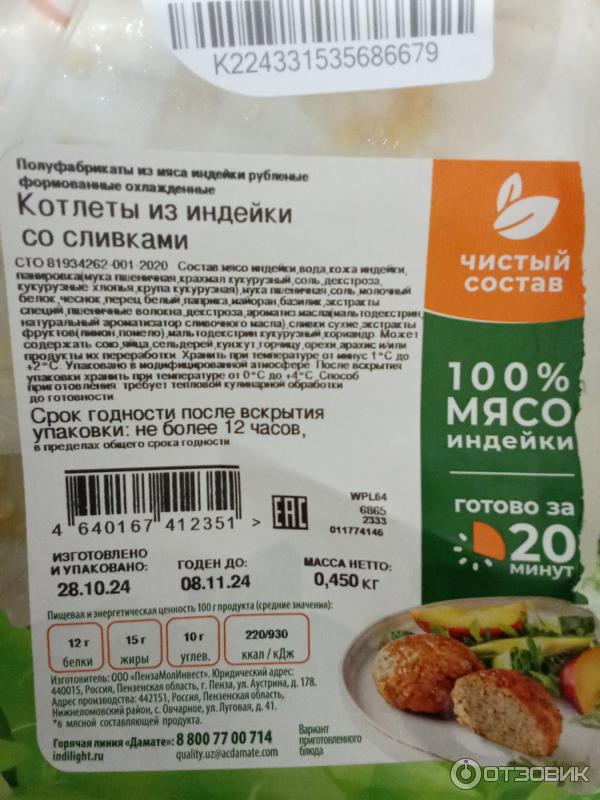 K224331535686679
Полуфабрикаты из мяса индейки рубленые
формованные охлажденные
Котлеты из индейки
со сливками
СТО 81934262-001-2020 Состав:мясо индейки,вода,кожа индейки,
панировка(мука пшеничная,крахмал кукурузный,соль,декстроза,
кукурузные хлопья,крупа кукурузная),мука пшеничная,соль,молочный
белок,чеснок,перец белый,паприка,майоран,базилик,экстракты
специй,пшеничные волокна,декстроза,ароматиз масла(мальтодекстрин,
натуральный ароматизатор сливочного масла),сливки сухие,экстракты
фруктов(лимон,помело),мальтодекстрин кукурузный,кориандр. Может
содержать сою,яйца,сельдерей,кунжут,горчицу,орехи,арахис и/или
продукты их переработки. Хранить при температуре от минус 1°С до
+2°С. Упаковано в модифицированной атмосфере. После вскрытия
упаковки хранить при температуре от 0°С до +4°С. Способ
приготовления: требует тепловой кулинарной обработки
до готовности.
Срок годности после вскрытия
упаковки: не более 12 часов,
в пределах общего срока годности
чистый
состав
100%
мясо
индейки
готово за
20
минут
4 640167 412351 >
EAC
WPL64
6865
2333
011774146
ИЗГОТОВЛЕНО
И УПАКОВАНО:
28.10.24
ГОДЕН ДО:
08.11.24
МАССА НЕТТО:
0,450 кг
Пищевая и энергетическая ценность 100 г продукта (средние значения):
12 г
белки
15 г
жиры
10 г
углев.
220/930
ккал / кДж
Изготовитель: ООО «ПензаМолИнвест». Юридический адрес:
440015, Россия, Пензенская область, г. Пенза, ул. Аустрина, д. 178.
Адрес производства: 442151, Россия, Пензенская область,
Нижнеломовский район, с. Овчарное, ул. Луговая, д. 41.
*в мясной составляющей продукта.
Горячая линия «Дамате»: 8 800 77 00 714
indilight.ru
quality.uz@acdamate.com
Вариант
приготовленного
блюда
ОТЗОВИК